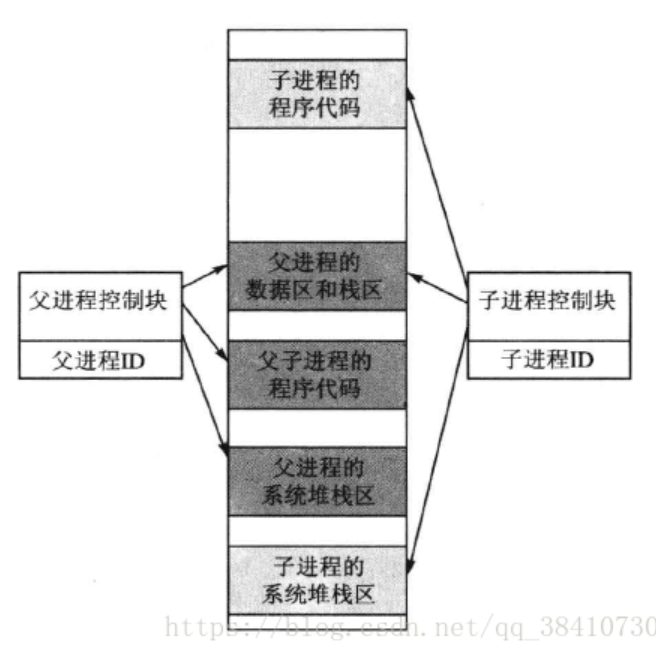 子进程的
程序代码
父进程的
数据区和栈区
父进程控制块
父进程ID
子进程控制块
子进程ID
父子进程的
程序代码
父进程的
系统堆栈区
子进程的
系统堆栈区
https://blog.csdn.net/qq_38410730